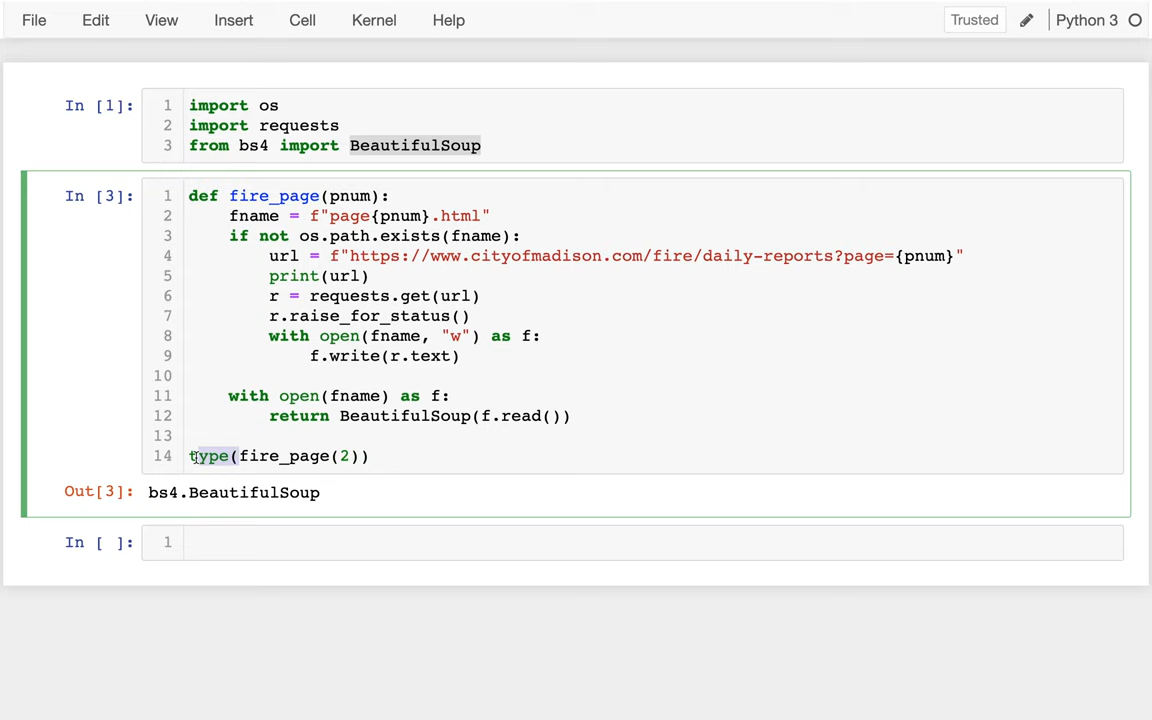 File Edit View Insert Cell Kernel Help Trusted Python 3
In [1]:
1 import os
2 import requests
3 from bs4 import BeautifulSoup
In [3]:
1 def fire_page(pnum):
2     fname = f"page{pnum}.html"
3     if not os.path.exists(fname):
4         url = f"https://www.cityofmadison.com/fire/daily-reports?page={pnum}"
5         print(url)
6         r = requests.get(url)
7         r.raise_for_status()
8         with open(fname, "w") as f:
9             f.write(r.text)
10
11     with open(fname) as f:
12         return BeautifulSoup(f.read())
13
14 type(fire_page(2))
Out[3]: bs4.BeautifulSoup
In [ ]: 1